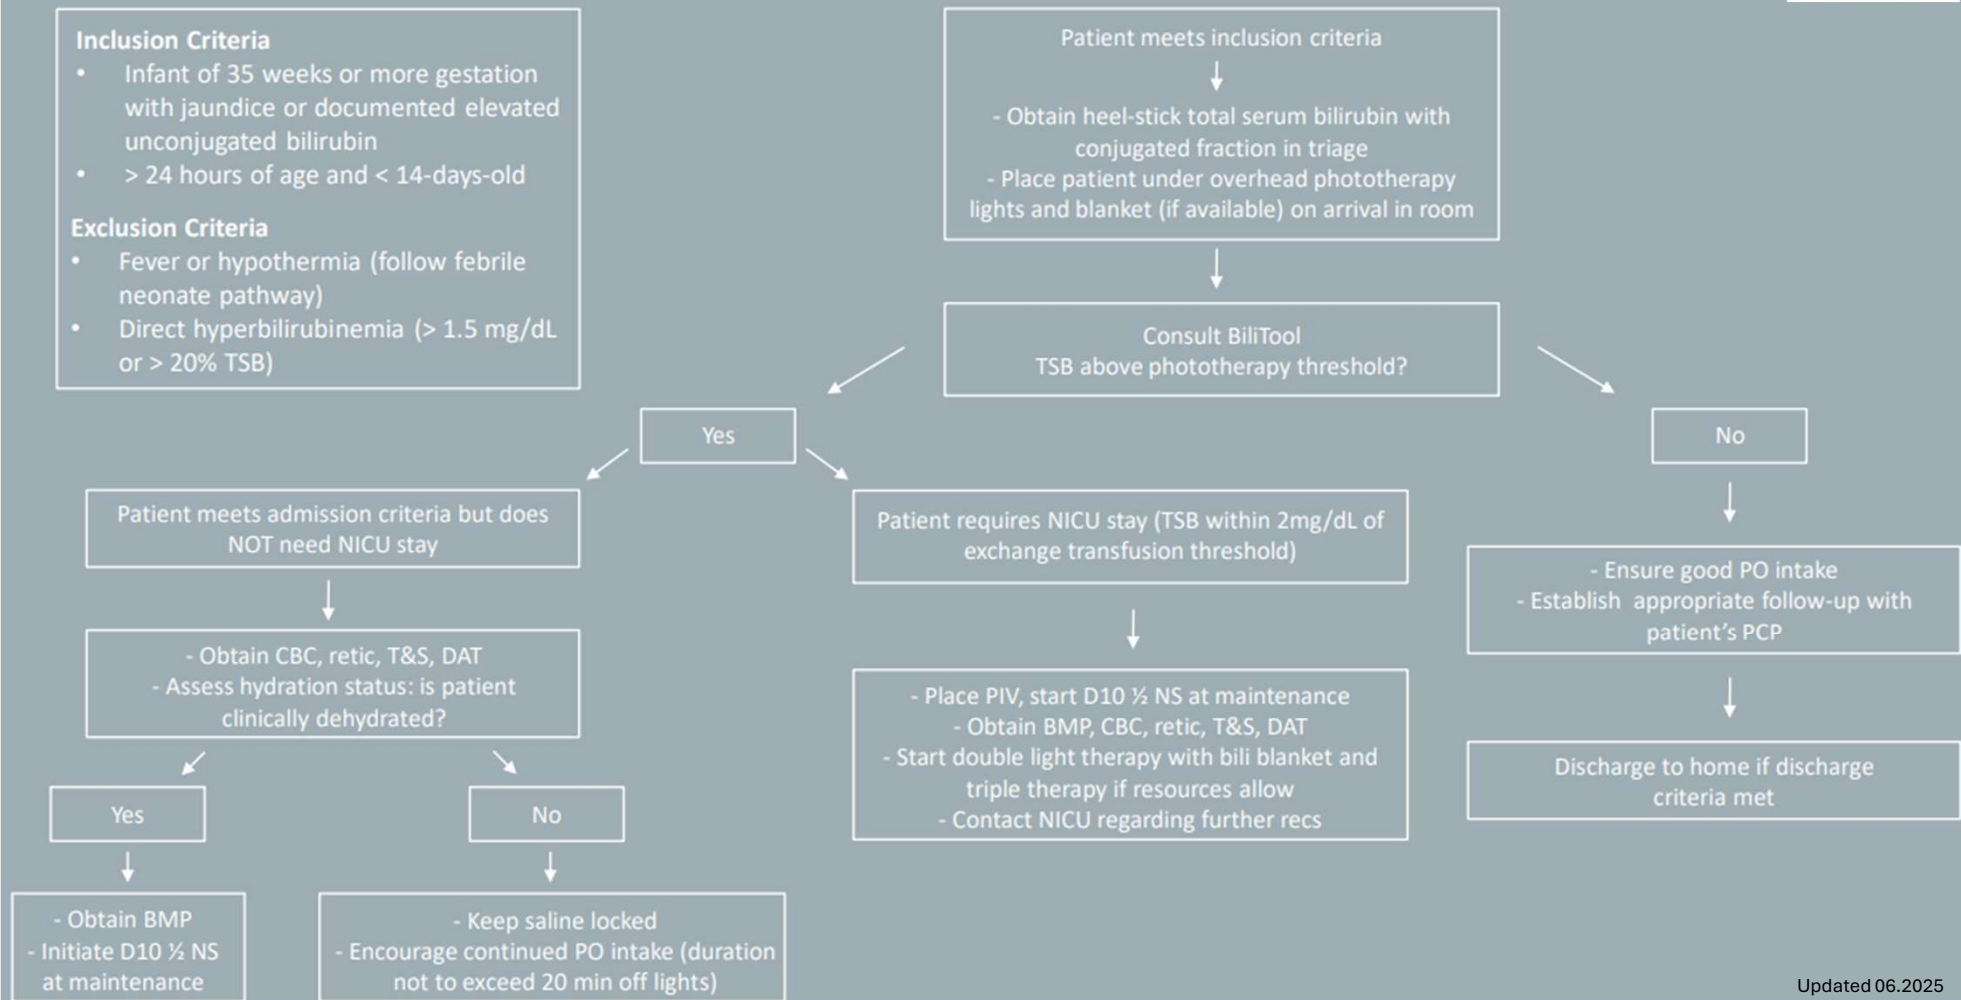 Inclusion Criteria
• Infant of 35 weeks or more gestation
with jaundice or documented elevated
unconjugated bilirubin
• > 24 hours of age and < 14-days-old
Exclusion Criteria
• Fever or hypothermia (follow febrile
neonate pathway)
• Direct hyperbilirubinemia (> 1.5 mg/dL
or > 20% TSB)
Patient meets inclusion criteria
- Obtain heel-stick total serum bilirubin with
conjugated fraction in triage
- Place patient under overhead phototherapy
lights and blanket (if available) on arrival in room
Consult BiliTool
TSB above phototherapy threshold?
Yes
No
Patient meets admission criteria but does
NOT need NICU stay
Patient requires NICU stay (TSB within 2mg/dL of
exchange transfusion threshold)
- Ensure good PO intake
- Establish appropriate follow-up with
patient's PCP
- Obtain CBC, retic, T&S, DAT
- Assess hydration status: is patient
clinically dehydrated?
- Place PIV, start D10 ½ NS at maintenance
- Obtain BMP, CBC, retic, T&S, DAT
- Start double light therapy with bili blanket and
triple therapy if resources allow
- Contact NICU regarding further recs
Discharge to home if discharge
criteria met
Yes
No
- Obtain BMP
- Initiate D10 ½ NS
at maintenance
- Keep saline locked
- Encourage continued PO intake (duration
not to exceed 20 min off lights)
Updated 06.2025